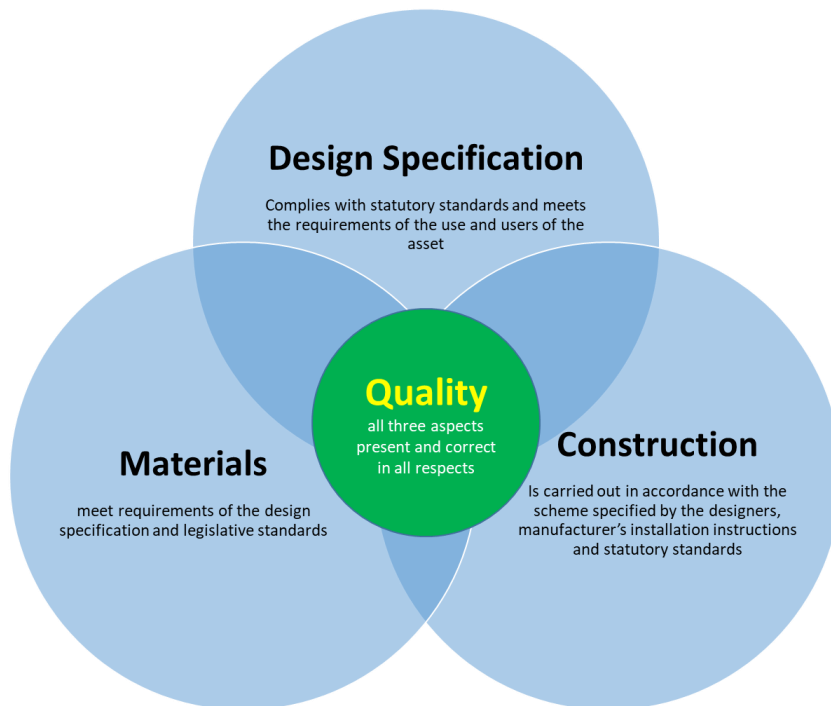 Design Specification
Complies with statutory standards and meets
the requirements of the use and users of the
asset
Quality
all three aspects
present and correct
in all respects
Materials
meet requirements of the design
specification and legislative standards
Construction
Is carried out in accordance with the
scheme specified by the designers,
manufacturer’s installation instructions
and statutory standards